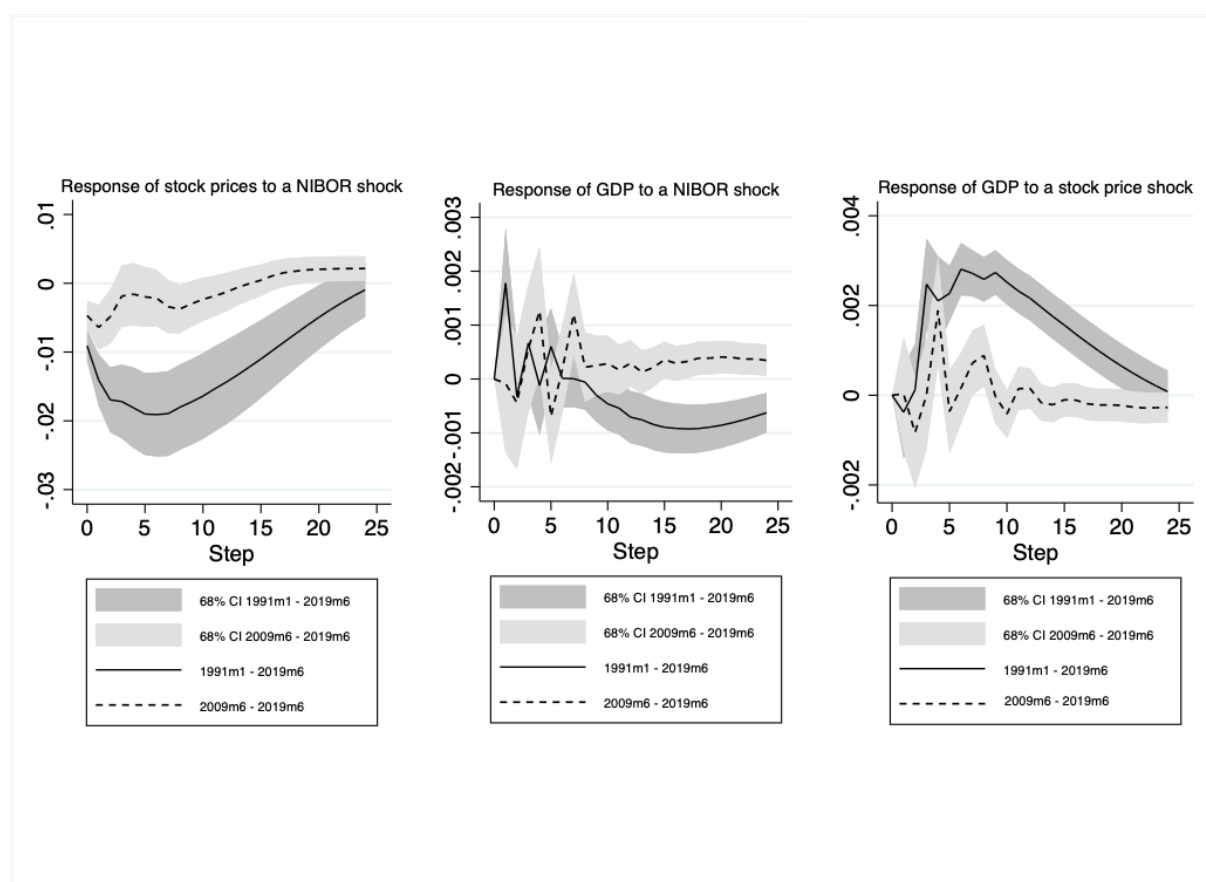 Response of stock prices to a NIBOR shock
.01
0
-.01
-.02
-.03
0 5 10 15 20 25
Step
68% CI 1991m1 - 2019m6
68% CI 2009m6 - 2019m6
1991m1 - 2019m6
2009m6 - 2019m6
Response of GDP to a NIBOR shock
.003
.002
.001
0
-.001
-.002
0 5 10 15 20 25
Step
68% CI 1991m1 - 2019m6
68% CI 2009m6 - 2019m6
1991m1 - 2019m6
2009m6 - 2019m6
Response of GDP to a stock price shock
.004
.002
0
-.002
0 5 10 15 20 25
Step
68% CI 1991m1 - 2019m6
68% CI 2009m6 - 2019m6
1991m1 - 2019m6
2009m6 - 2019m6